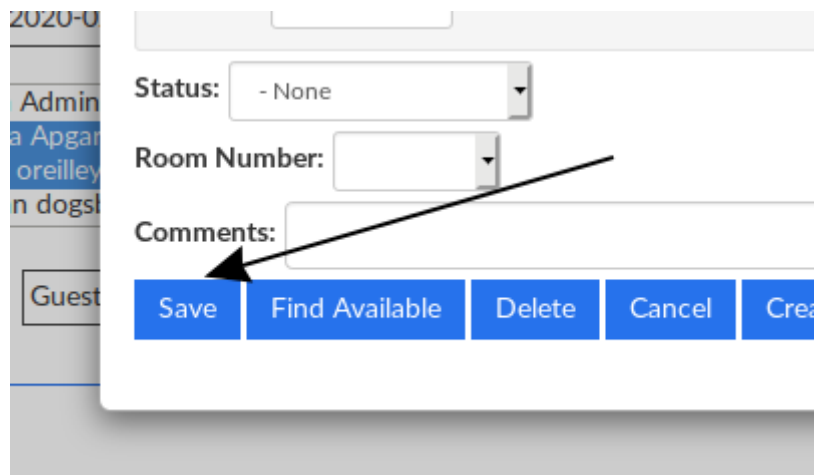 2020-0
Status: - None
Admin
a Apgar
Room Number:
oreilley
n dogsb
Comments:
Guest
Save Find Available Delete Cancel Crea